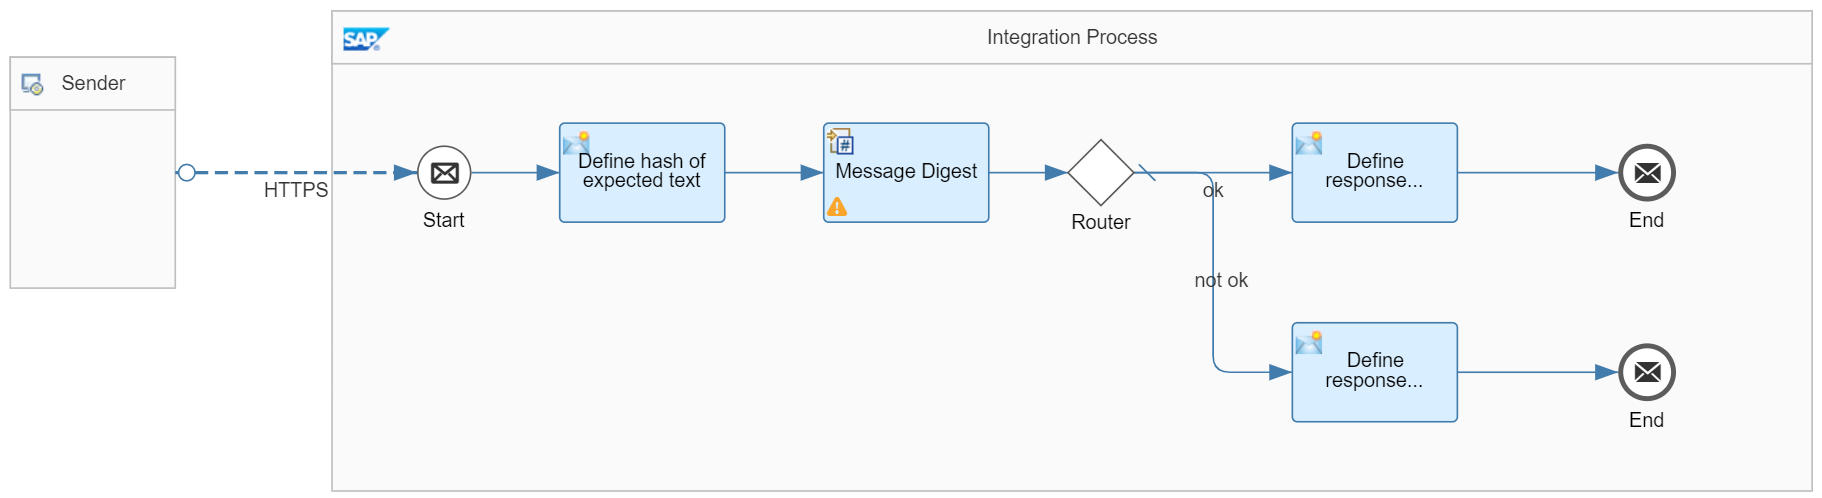 SAP
Integration Process
Sender
HTTPS
Start
Define hash of
expected text
Message Digest
Router
ok
not ok
Define
response...
End
Define
response...
End